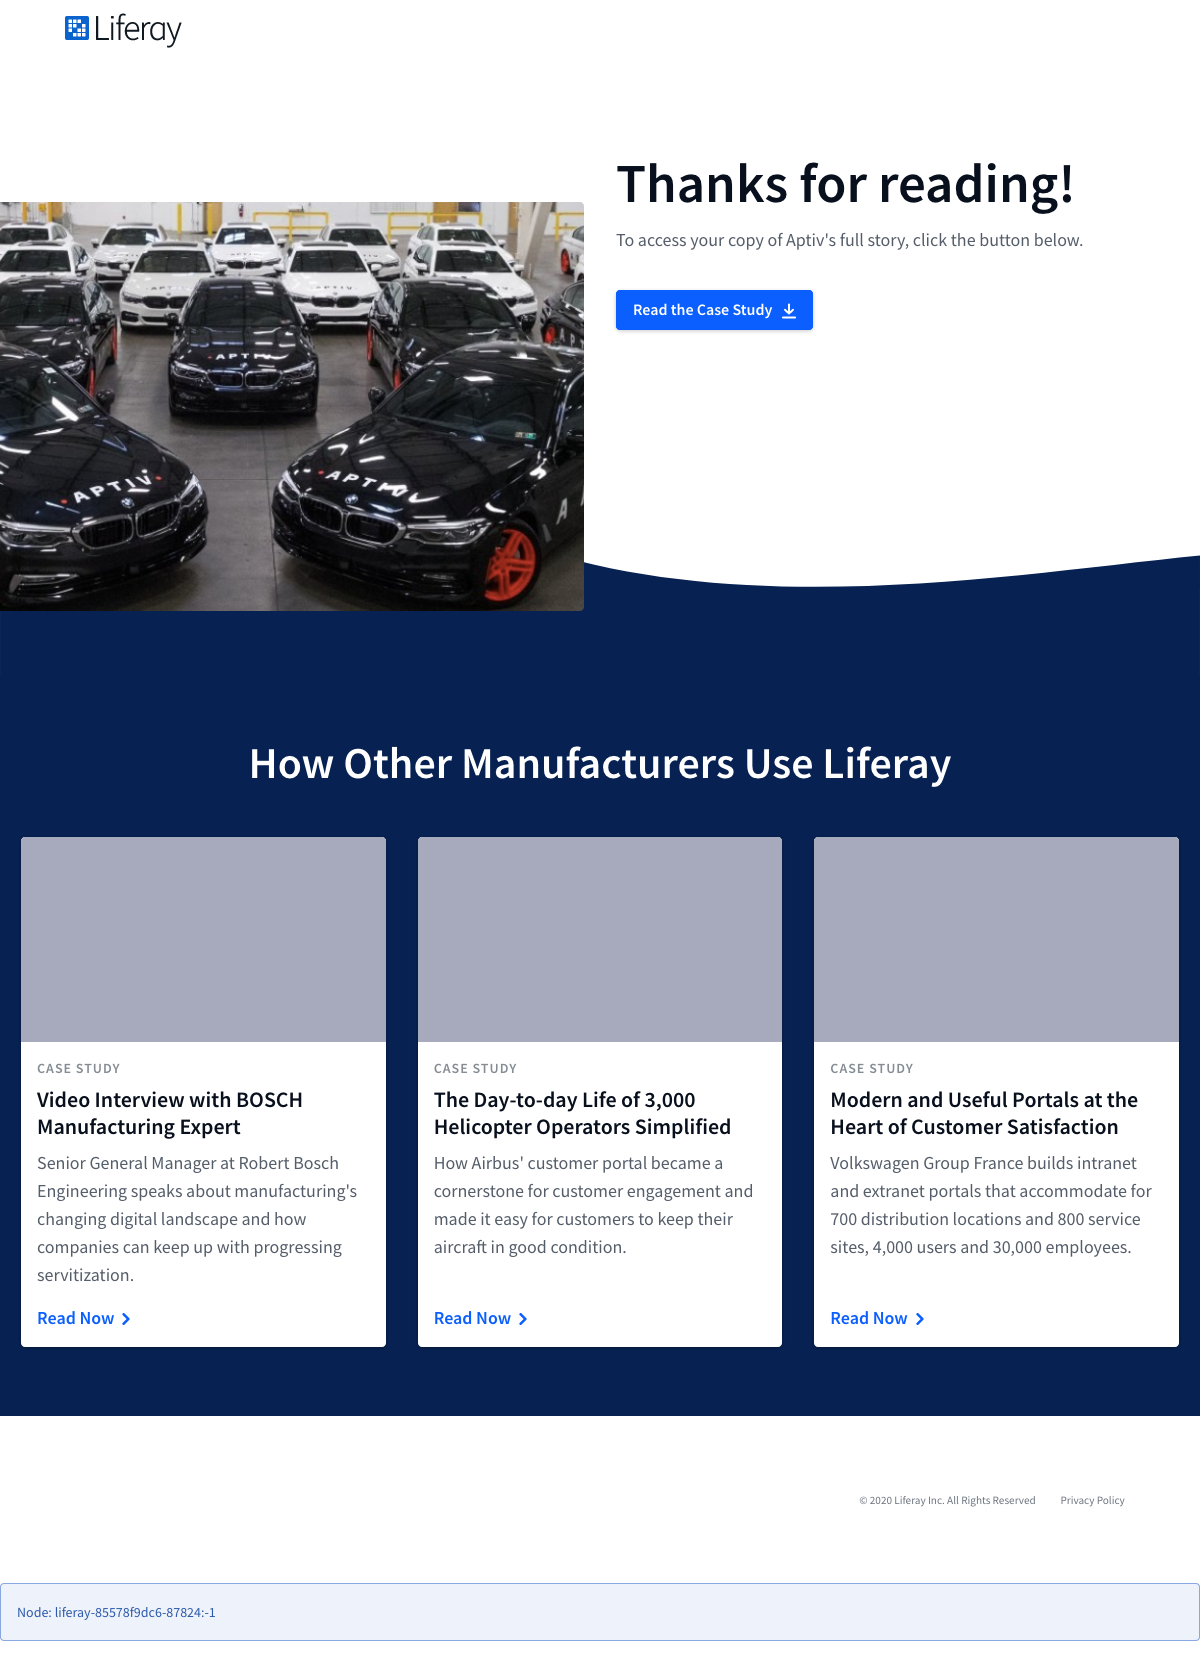 Liferay
Thanks for reading!
To access your copy of Aptiv's full story, click the button below.
Read the Case Study
APTIV
APTIV
How Other Manufacturers Use Liferay
CASE STUDY
Video Interview with BOSCH
Manufacturing Expert
Senior General Manager at Robert Bosch
Engineering speaks about manufacturing's
changing digital landscape and how
companies can keep up with progressing
servitization.
Read Now
CASE STUDY
The Day-to-day Life of 3,000
Helicopter Operators Simplified
How Airbus' customer portal became a
cornerstone for customer engagement and
made it easy for customers to keep their
aircraft in good condition.
Read Now
CASE STUDY
Modern and Useful Portals at the
Heart of Customer Satisfaction
Volkswagen Group France builds intranet
and extranet portals that accommodate for
700 distribution locations and 800 service
sites, 4,000 users and 30,000 employees.
Read Now
© 2020 Liferay Inc. All Rights Reserved Privacy Policy
Node: liferay-85578f9dc6-87824:-1